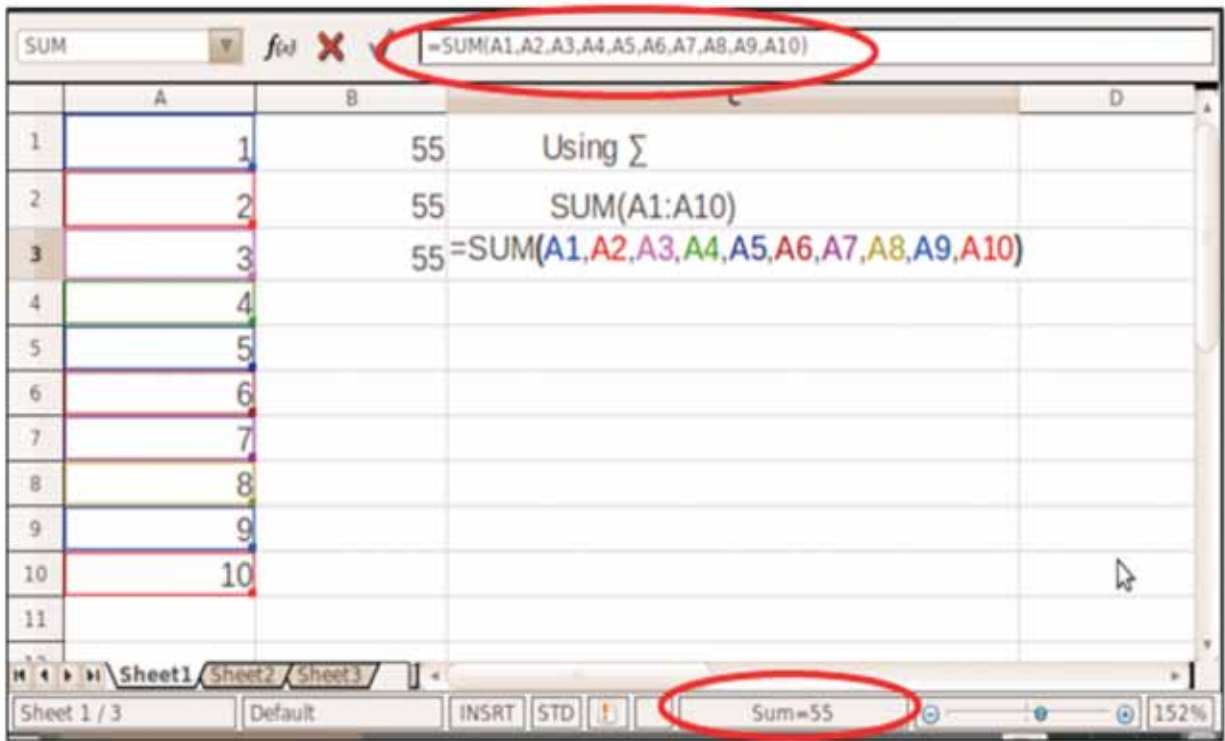 SUM f(x) =SUM(A1,A2,A3,A4,A5,A6,A7,A8,A9,A10)
A B C D
1 1 55 Using ∑
2 2 55 SUM(A1:A10)
3 3 55 =SUM(A1,A2,A3,A4,A5,A6,A7,A8,A9,A10)
4 4
5 5
6 6
7 7
8 8
9 9
10 10
11
12
Sheet1 Sheet2 Sheet3
Sheet 1 / 3 Default INSRT STD Sum=55 152%